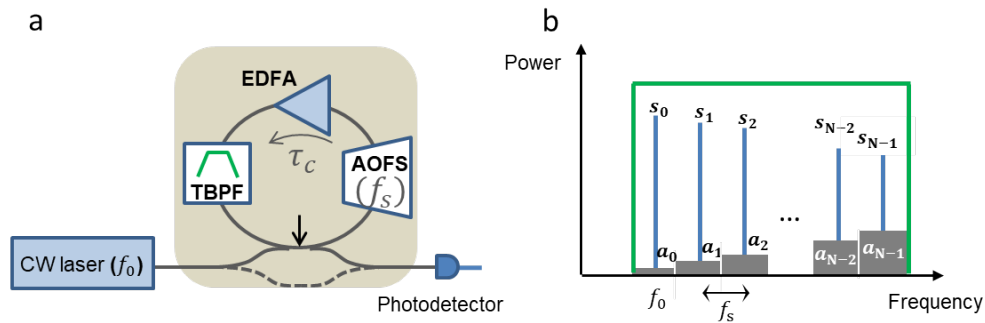 a
EDFA
τc
AOFS
(fs)
TBPF
CW laser (f0)
Photodetector
b
Power
s0
s1
s2
sN−2
sN−1
...
a0
a1
a2
aN−2
aN−1
f0
fs
Frequency